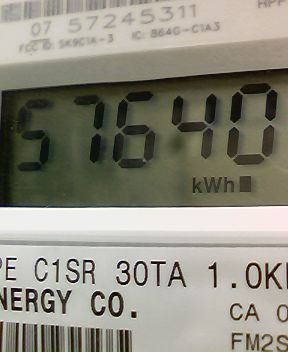 07 57245311
FCC ID: SK9C1A-3 IC: 864G-C1A3
57640
kWh
PE C1SR 30TA 1.0K
NERGY CO.
CA 0
FM2S